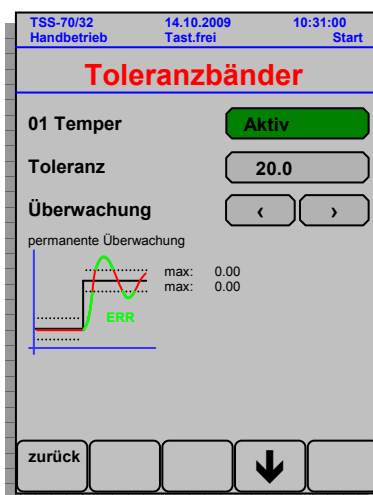 TSS-70/32 14.10.2009 10:31:00
Handbetrieb Tast.frei Start
Toleranzbänder
01 Temper Aktiv
Toleranz 20.0
Überwachung ‹ ›
permanente Überwachung
max: 0.00
max: 0.00
ERR
zurück